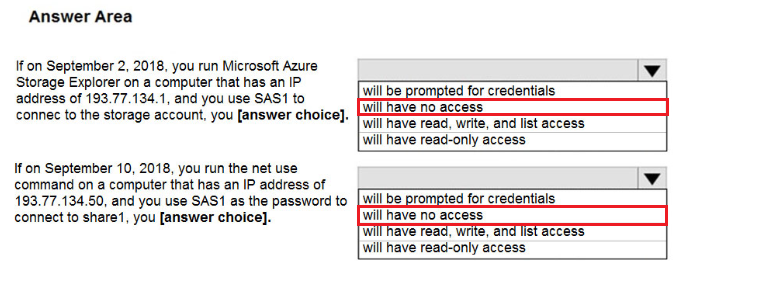 Answer Area
If on September 2, 2018, you run Microsoft Azure
Storage Explorer on a computer that has an IP
address of 193.77.134.1, and you use SAS1 to
connec to the storage account, you [answer choice].
will be prompted for credentials
will have no access
will have read, write, and list access
will have read-only access
If on September 10, 2018, you run the net use
command on a computer that has an IP address of
193.77.134.50, and you use SAS1 as the password to
connect to share1, you [answer choice].
will be prompted for credentials
will have no access
will have read, write, and list access
will have read-only access